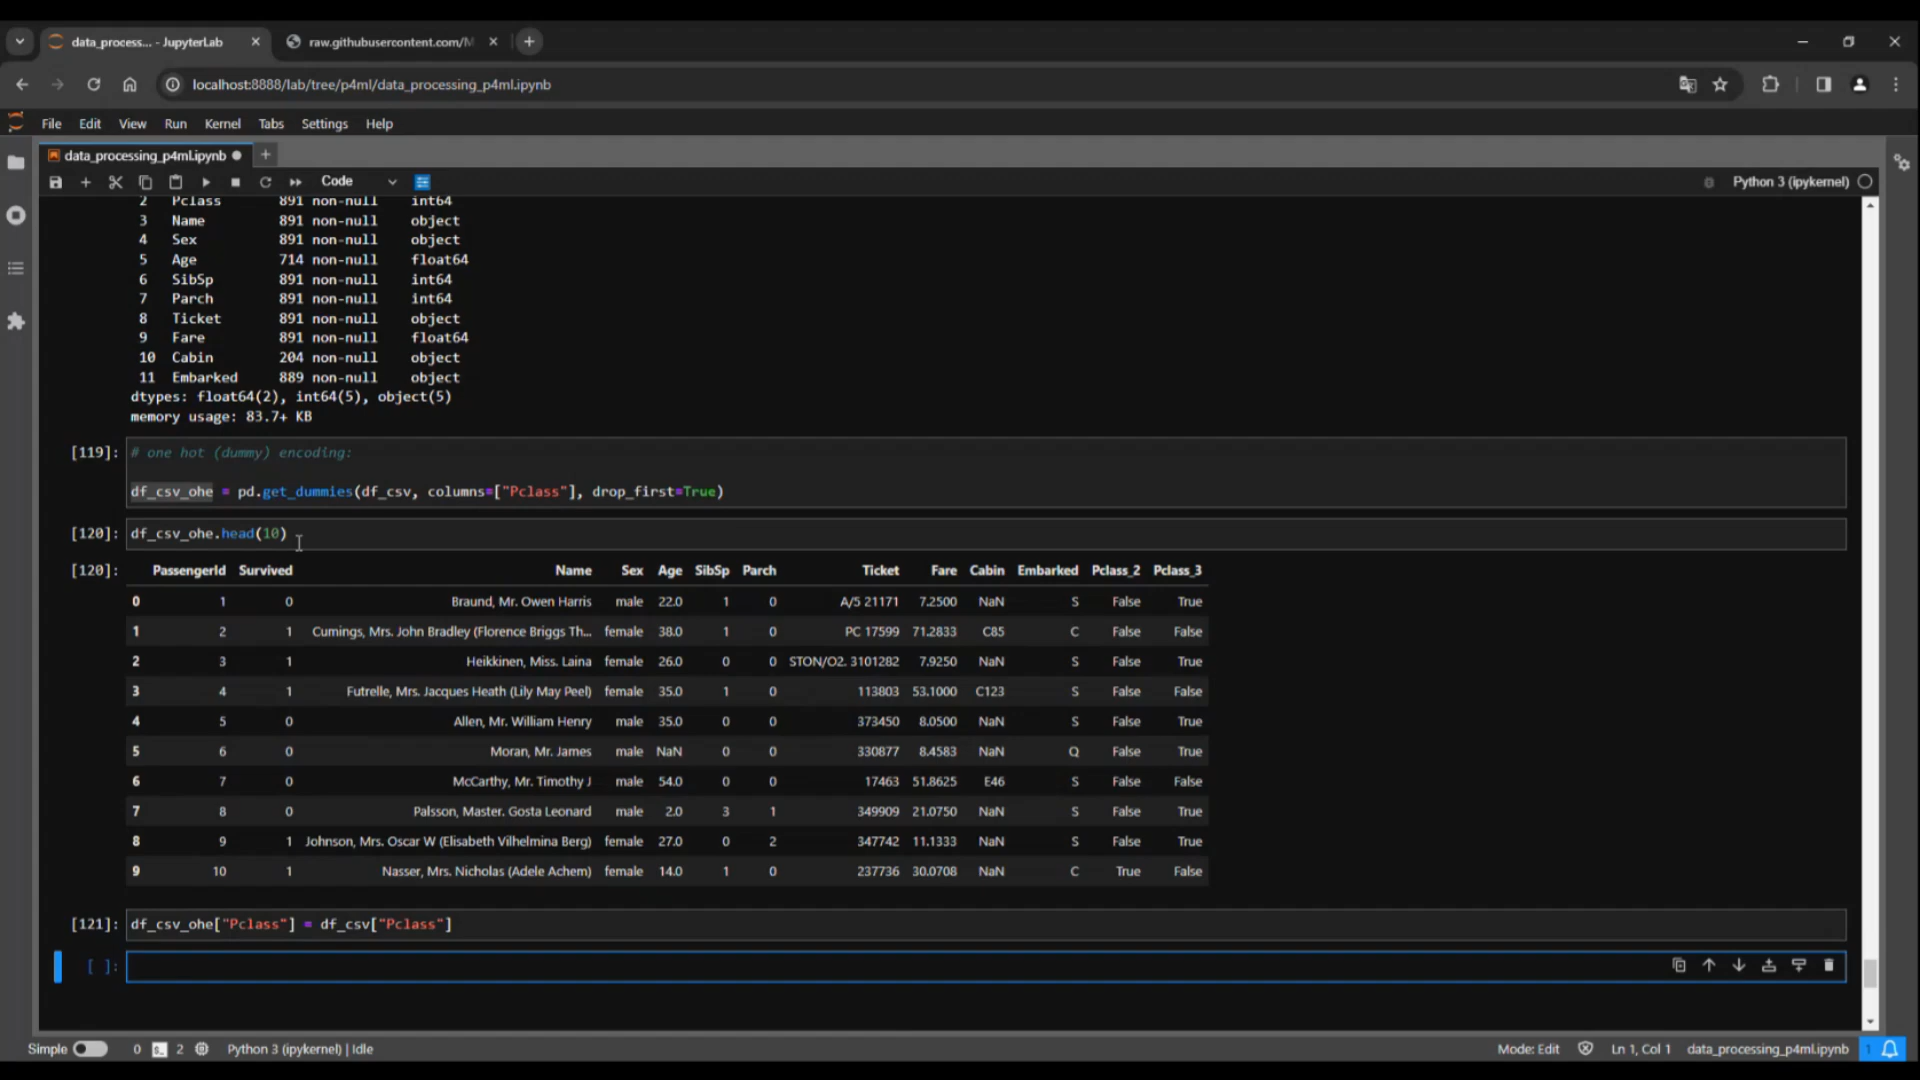 data_process... - JupyterLab
raw.githubusercontent.com/M
localhost:8888/lab/tree/p4ml/data_processing_p4ml.ipynb
File Edit View Run Kernel Tabs Settings Help
data_processing_p4ml.ipynb
Code
Python 3 (ipykernel)
2 Pclass 891 non-null int64
3 Name 891 non-null object
4 Sex 891 non-null object
5 Age 714 non-null float64
6 SibSp 891 non-null int64
7 Parch 891 non-null int64
8 Ticket 891 non-null object
9 Fare 891 non-null float64
10 Cabin 204 non-null object
11 Embarked 889 non-null object
dtypes: float64(2), int64(5), object(5)
memory usage: 83.7+ KB
[119]: # one hot (dummy) encoding:
df_csv_ohe = pd.get_dummies(df_csv, columns=["Pclass"], drop_first=True)
[120]: df_csv_ohe.head(10)
[120]: PassengerId Survived Name Sex Age SibSp Parch Ticket Fare Cabin Embarked Pclass_2 Pclass_3
0 1 0 Braund, Mr. Owen Harris male 22.0 1 0 A/5 21171 7.2500 NaN S False True
1 2 1 Cumings, Mrs. John Bradley (Florence Briggs Th... female 38.0 1 0 PC 17599 71.2833 C85 C False False
2 3 1 Heikkinen, Miss. Laina female 26.0 0 0 STON/O2. 3101282 7.9250 NaN S False True
3 4 1 Futrelle, Mrs. Jacques Heath (Lily May Peel) female 35.0 1 0 113803 53.1000 C123 S False False
4 5 0 Allen, Mr. William Henry male 35.0 0 0 373450 8.0500 NaN S False True
5 6 0 Moran, Mr. James male NaN 0 0 330877 8.4583 NaN Q False True
6 7 0 McCarthy, Mr. Timothy J male 54.0 0 0 17463 51.8625 E46 S False False
7 8 0 Palsson, Master. Gosta Leonard male 2.0 3 1 349909 21.0750 NaN S False True
8 9 1 Johnson, Mrs. Oscar W (Elisabeth Vilhelmina Berg) female 27.0 0 2 347742 11.1333 NaN S False True
9 10 1 Nasser, Mrs. Nicholas (Adele Achem) female 14.0 1 0 237736 30.0708 NaN C True False
[121]: df_csv_ohe["Pclass"] = df_csv["Pclass"]
[ ]:
Simple 0 2 Python 3 (ipykernel) | Idle Mode: Edit Ln 1, Col 1 data_processing_p4ml.ipynb 1